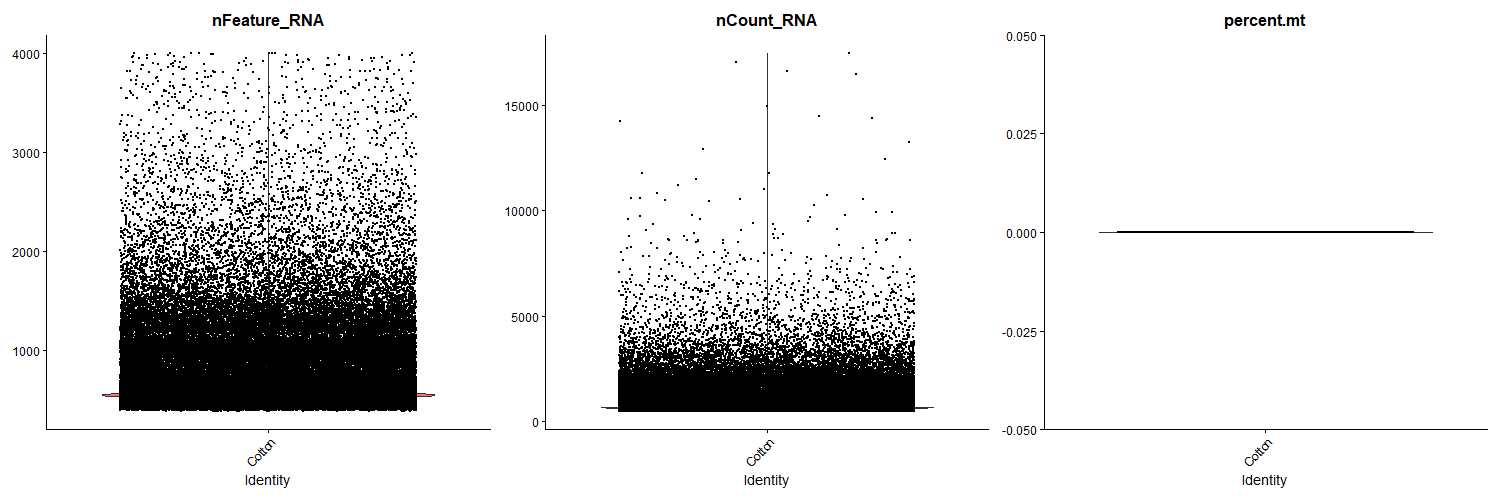 nFeature_RNA
4000
3000
2000
1000
Cotton
Identity
nCount_RNA
15000
10000
5000
0
Cotton
Identity
percent.mt
0.050
0.025
0.000
-0.025
-0.050
Cotton
Identity